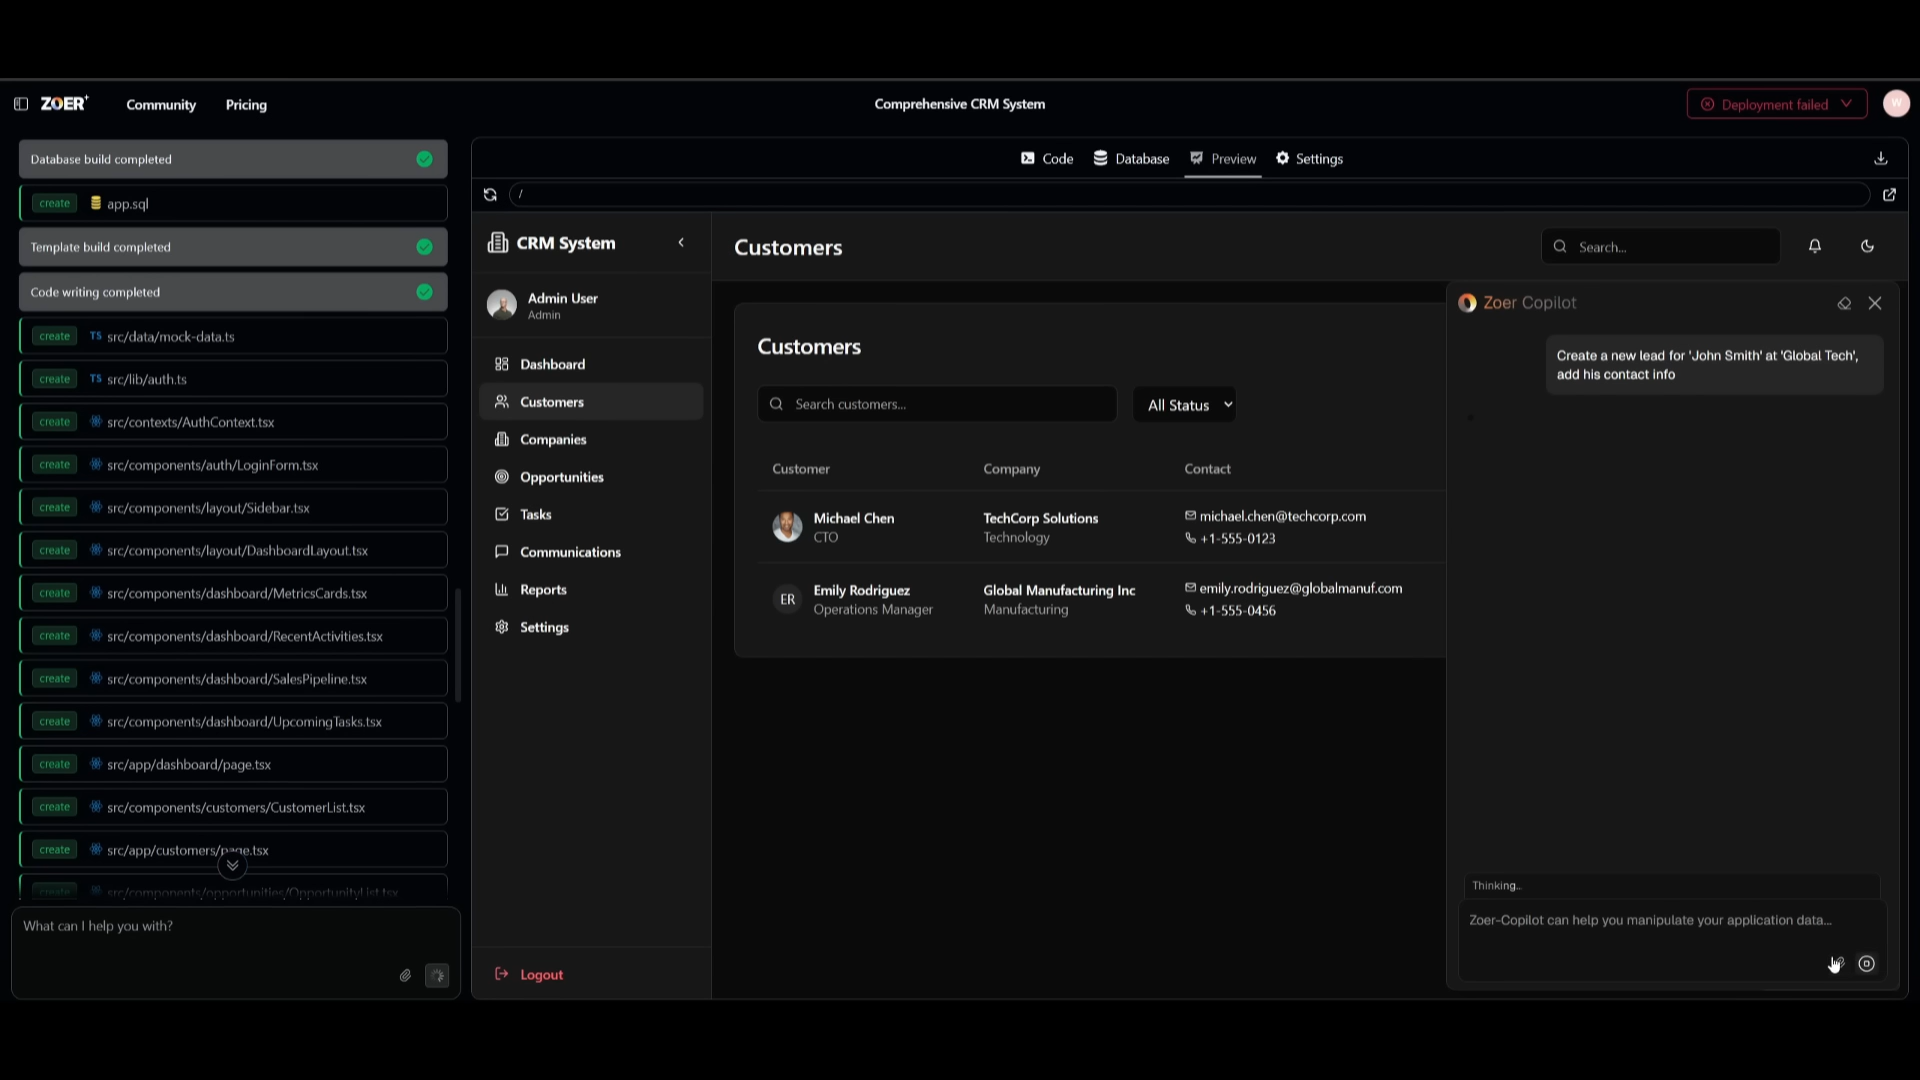 ZOER+
Community
Pricing
Comprehensive CRM System
Deployment failed
W
Database build completed
create app.sql
Template build completed
Code writing completed
create TS src/data/mock-data.ts
create TS src/lib/auth.ts
create src/contexts/AuthContext.tsx
create src/components/auth/LoginForm.tsx
create src/components/layout/Sidebar.tsx
create src/components/layout/DashboardLayout.tsx
create src/components/dashboard/MetricsCards.tsx
create src/components/dashboard/RecentActivities.tsx
create src/components/dashboard/SalesPipeline.tsx
create src/components/dashboard/UpcomingTasks.tsx
create src/app/dashboard/page.tsx
create src/components/customers/CustomerList.tsx
create src/app/customers/page.tsx
create src/components/opportunities/OpportunityList.tsx
What can I help you with?
Code
Database
Preview
Settings
/
CRM System
Admin User
Admin
Dashboard
Customers
Companies
Opportunities
Tasks
Communications
Reports
Settings
Logout
Customers
Search...
Customers
Search customers...
All Status
Customer Company Contact
Michael Chen
CTO
TechCorp Solutions
Technology
michael.chen@techcorp.com
+1-555-0123
ER
Emily Rodriguez
Operations Manager
Global Manufacturing Inc
Manufacturing
emily.rodriguez@globalmanuf.com
+1-555-0456
Zoer Copilot
Create a new lead for 'John Smith' at 'Global Tech',
add his contact info
Thinking...
Zoer-Copilot can help you manipulate your application data...